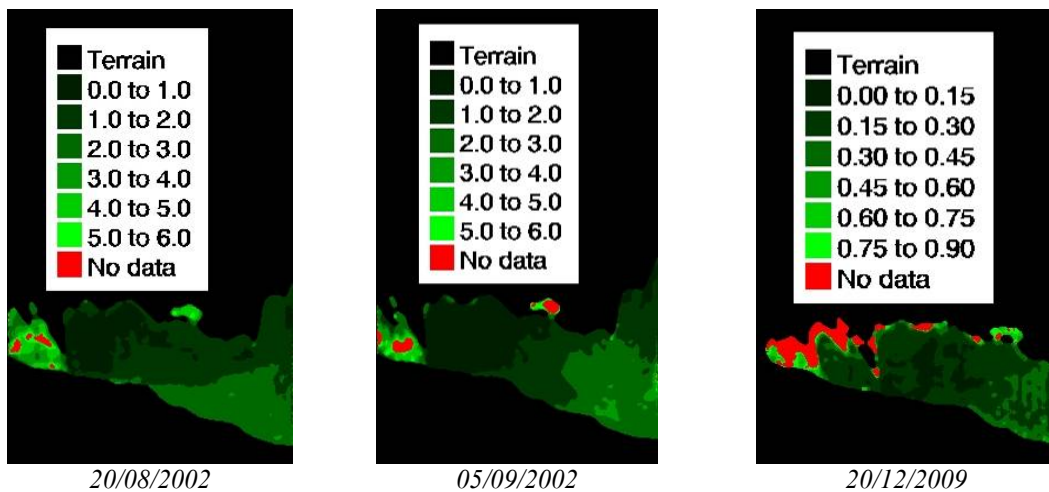 Terrain
0.0 to 1.0
1.0 to 2.0
2.0 to 3.0
3.0 to 4.0
4.0 to 5.0
5.0 to 6.0
No data
20/08/2002
Terrain
0.0 to 1.0
1.0 to 2.0
2.0 to 3.0
3.0 to 4.0
4.0 to 5.0
5.0 to 6.0
No data
05/09/2002
Terrain
0.00 to 0.15
0.15 to 0.30
0.30 to 0.45
0.45 to 0.60
0.60 to 0.75
0.75 to 0.90
No data
20/12/2009